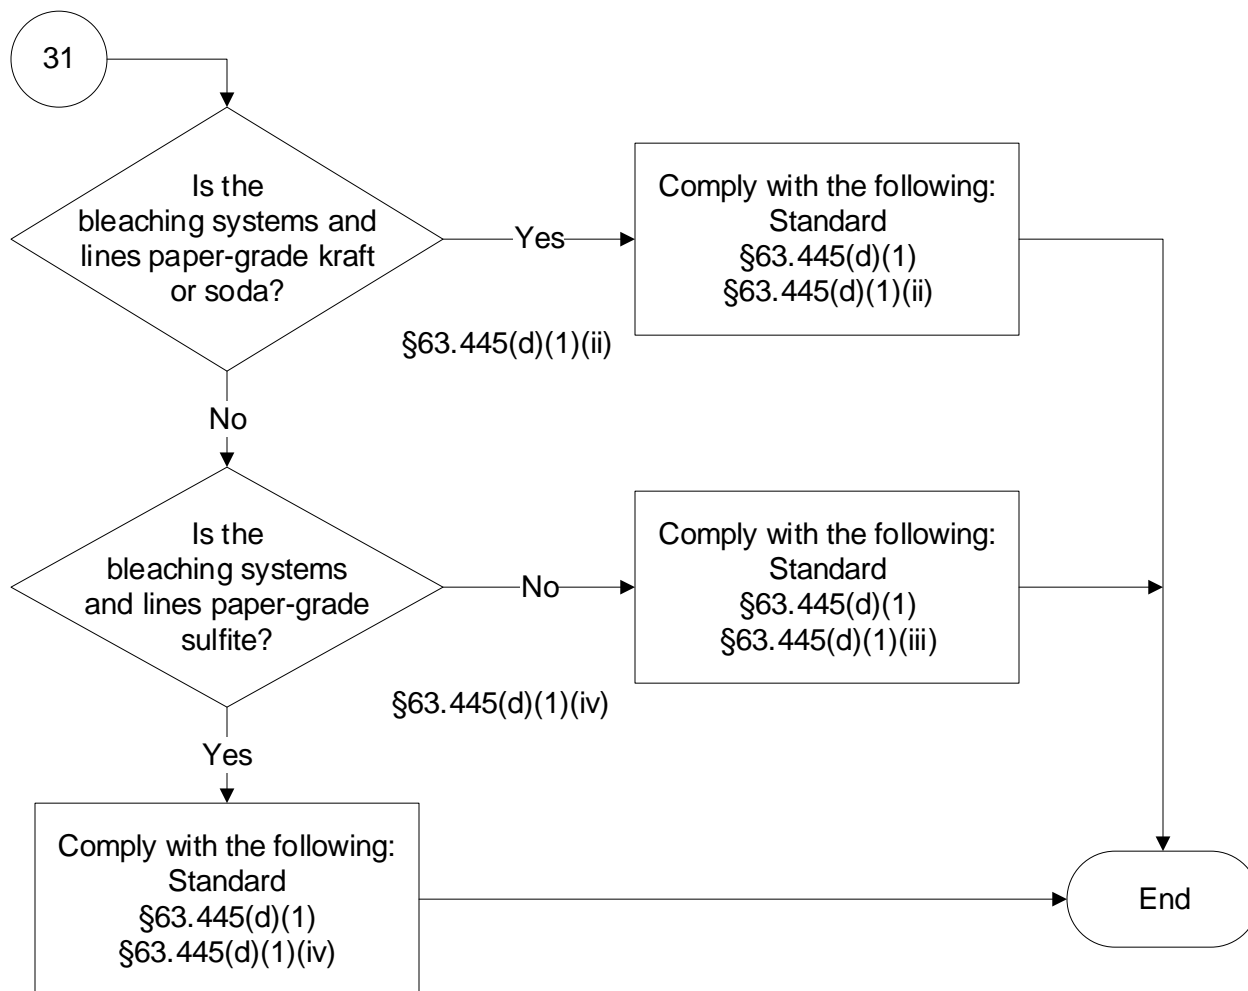 31
Is the
bleaching systems and
lines paper-grade kraft
or soda?
Yes
Comply with the following:
Standard
§63.445(d)(1)
§63.445(d)(1)(ii)
§63.445(d)(1)(ii)
No
Is the
bleaching systems
and lines paper-grade
sulfite?
No
Comply with the following:
Standard
§63.445(d)(1)
§63.445(d)(1)(iii)
§63.445(d)(1)(iv)
Yes
Comply with the following:
Standard
§63.445(d)(1)
§63.445(d)(1)(iv)
End